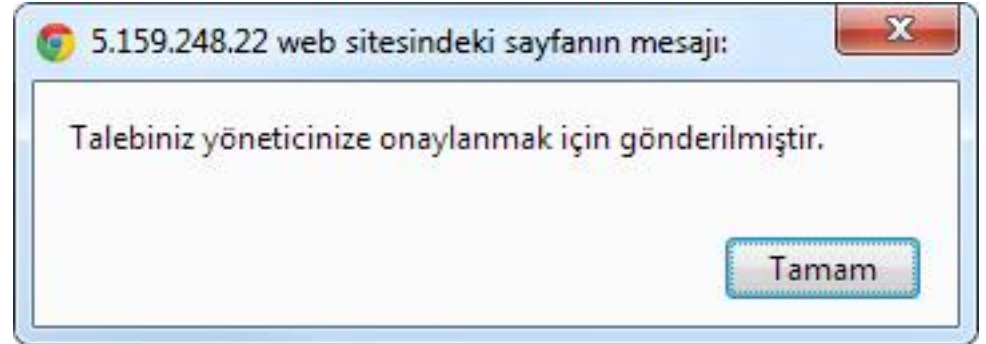 5.159.248.22 web sitesindeki sayfanın mesajı:
Talebiniz yöneticinize onaylanmak için gönderilmiştir.
Tamam